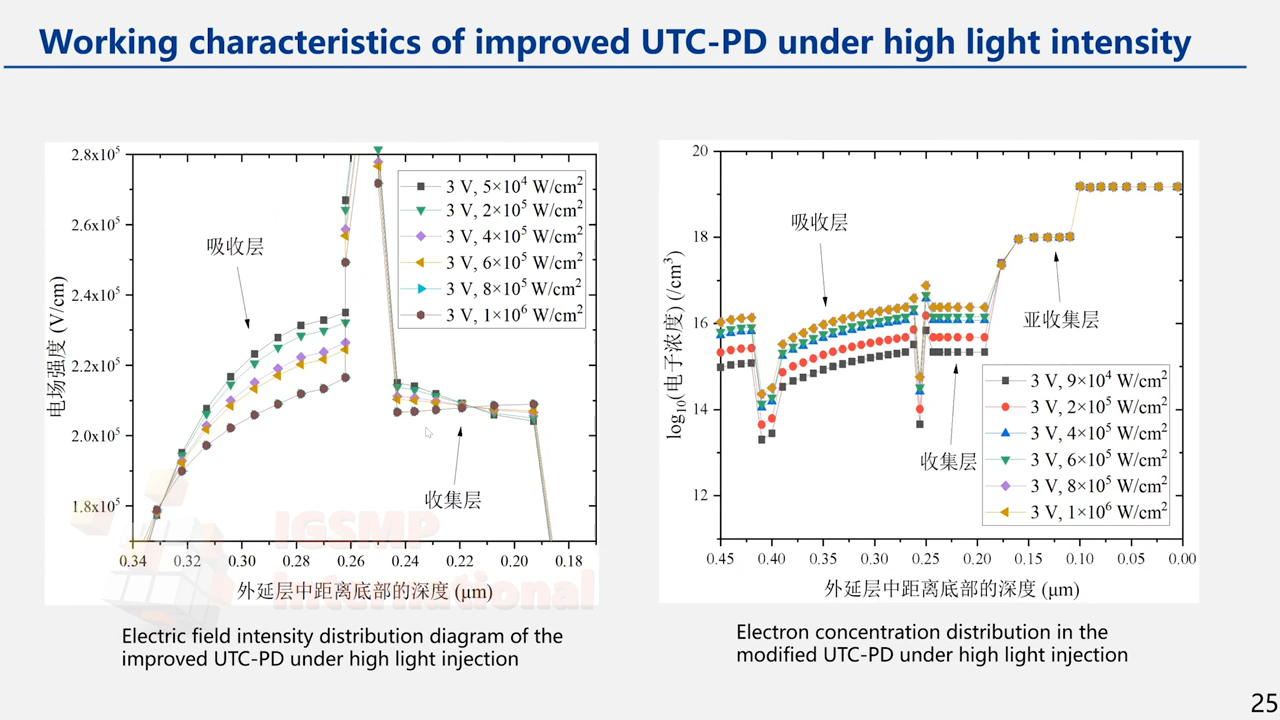 Working characteristics of improved UTC-PD under high light intensity
2.8x10⁵
2.6x10⁵
2.4x10⁵
2.2x10⁵
2.0x10⁵
1.8x10⁵
电场强度 (V/cm)
吸收层
收集层
3 V, 5×10⁴ W/cm²
3 V, 2×10⁵ W/cm²
3 V, 4×10⁵ W/cm²
3 V, 6×10⁵ W/cm²
3 V, 8×10⁵ W/cm²
3 V, 1×10⁶ W/cm²
0.34 0.32 0.30 0.28 0.26 0.24 0.22 0.20 0.18
外延层中距离底部的深度 (μm)
IGSMP
International
Electric field intensity distribution diagram of the
improved UTC-PD under high light injection
20
18
16
14
12
log₁₀(电子浓度) (/cm³)
吸收层
亚收集层
收集层
3 V, 9×10⁴ W/cm²
3 V, 2×10⁵ W/cm²
3 V, 4×10⁵ W/cm²
3 V, 6×10⁵ W/cm²
3 V, 8×10⁵ W/cm²
3 V, 1×10⁶ W/cm²
0.45 0.40 0.35 0.30 0.25 0.20 0.15 0.10 0.05 0.00
外延层中距离底部的深度 (μm)
Electron concentration distribution in the
modified UTC-PD under high light injection
25